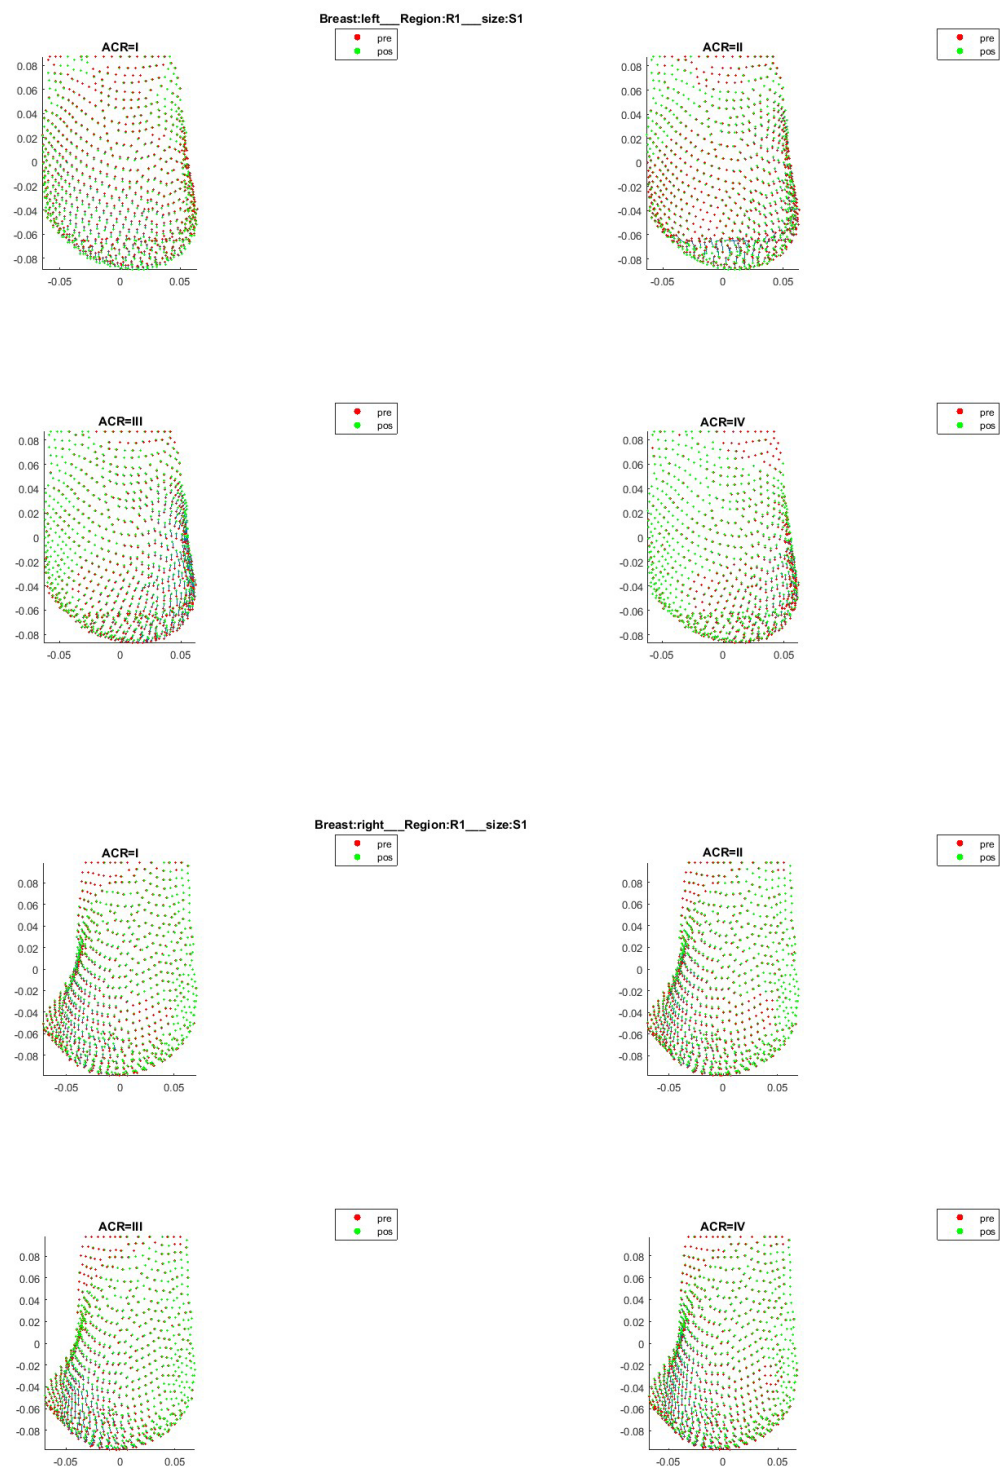 Breast:left___Region:R1___size:S1
ACR=I
pre
pos
0.08
0.06
0.04
0.02
0
-0.02
-0.04
-0.06
-0.08
-0.05 0 0.05
ACR=II
pre
pos
0.08
0.06
0.04
0.02
0
-0.02
-0.04
-0.06
-0.08
-0.05 0 0.05
ACR=III
pre
pos
0.08
0.06
0.04
0.02
0
-0.02
-0.04
-0.06
-0.08
-0.05 0 0.05
ACR=IV
pre
pos
0.08
0.06
0.04
0.02
0
-0.02
-0.04
-0.06
-0.08
-0.05 0 0.05
Breast:right___Region:R1___size:S1
ACR=I
pre
pos
0.08
0.06
0.04
0.02
0
-0.02
-0.04
-0.06
-0.08
-0.05 0 0.05
ACR=II
pre
pos
0.08
0.06
0.04
0.02
0
-0.02
-0.04
-0.06
-0.08
-0.05 0 0.05
ACR=III
pre
pos
0.08
0.06
0.04
0.02
0
-0.02
-0.04
-0.06
-0.08
-0.05 0 0.05
ACR=IV
pre
pos
0.08
0.06
0.04
0.02
0
-0.02
-0.04
-0.06
-0.08
-0.05 0 0.05